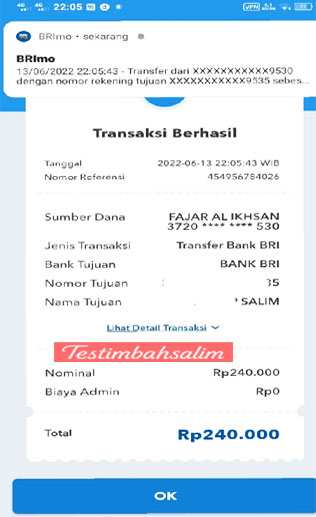 22:05
VPN
BRImo • sekarang
BRImo
13/06/2022 22:05:43 - Transfer dari XXXXXXXXXXX9530
dengan nomor rekening tujuan XXXXXXXXXXX9535 sebes...
Transaksi Berhasil
Tanggal 2022-06-13 22:05:43 WIB
Nomor Referensi 454956784026
Sumber Dana FAJAR AL IKHSAN
3720 **** **** 530
Jenis Transaksi Transfer Bank BRI
Bank Tujuan BANK BRI
Nomor Tujuan 35
Nama Tujuan * SALIM
Lihat Detail Transaksi
Testimbahsalim
Nominal Rp240.000
Biaya Admin Rp0
Total Rp240.000
OK